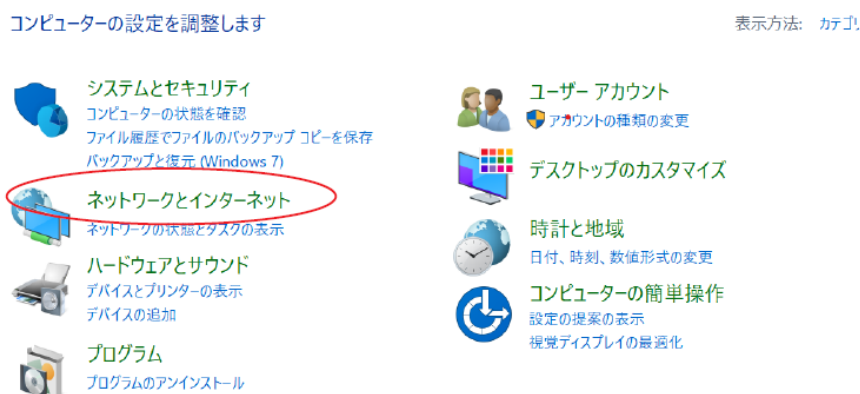 コンピューターの設定を調整します
表示方法:
システムとセキュリティ
コンピューターの状態を確認
ファイル履歴でファイルのバックアップ コピーを保存
バックアップと復元 (Windows 7)
ネットワークとインターネット
ネットワークの状態とタスクの表示
ハードウェアとサウンド
デバイスとプリンターの表示
デバイスの追加
プログラム
プログラムのアンインストール
ユーザー アカウント
アカウントの種類の変更
デスクトップのカスタマイズ
時計と地域
日付、時刻、数値形式の変更
コンピューターの簡単操作
設定の提案の表示
視覚ディスプレイの最適化